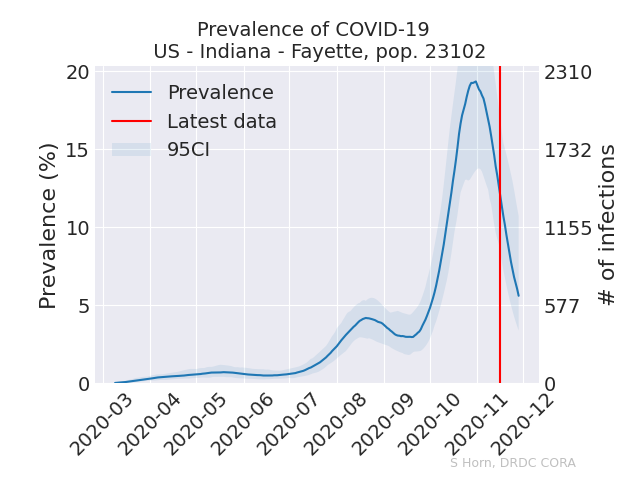 Prevalence of COVID-19
US - Indiana - Fayette, pop. 23102
Prevalence
Latest data
95CI
Prevalence (%)
20
15
10
5
0
2310
1732
1155
577
0
# of infections
2020-03
2020-04
2020-05
2020-06
2020-07
2020-08
2020-09
2020-10
2020-11
2020-12
S Horn, DRDC CORA